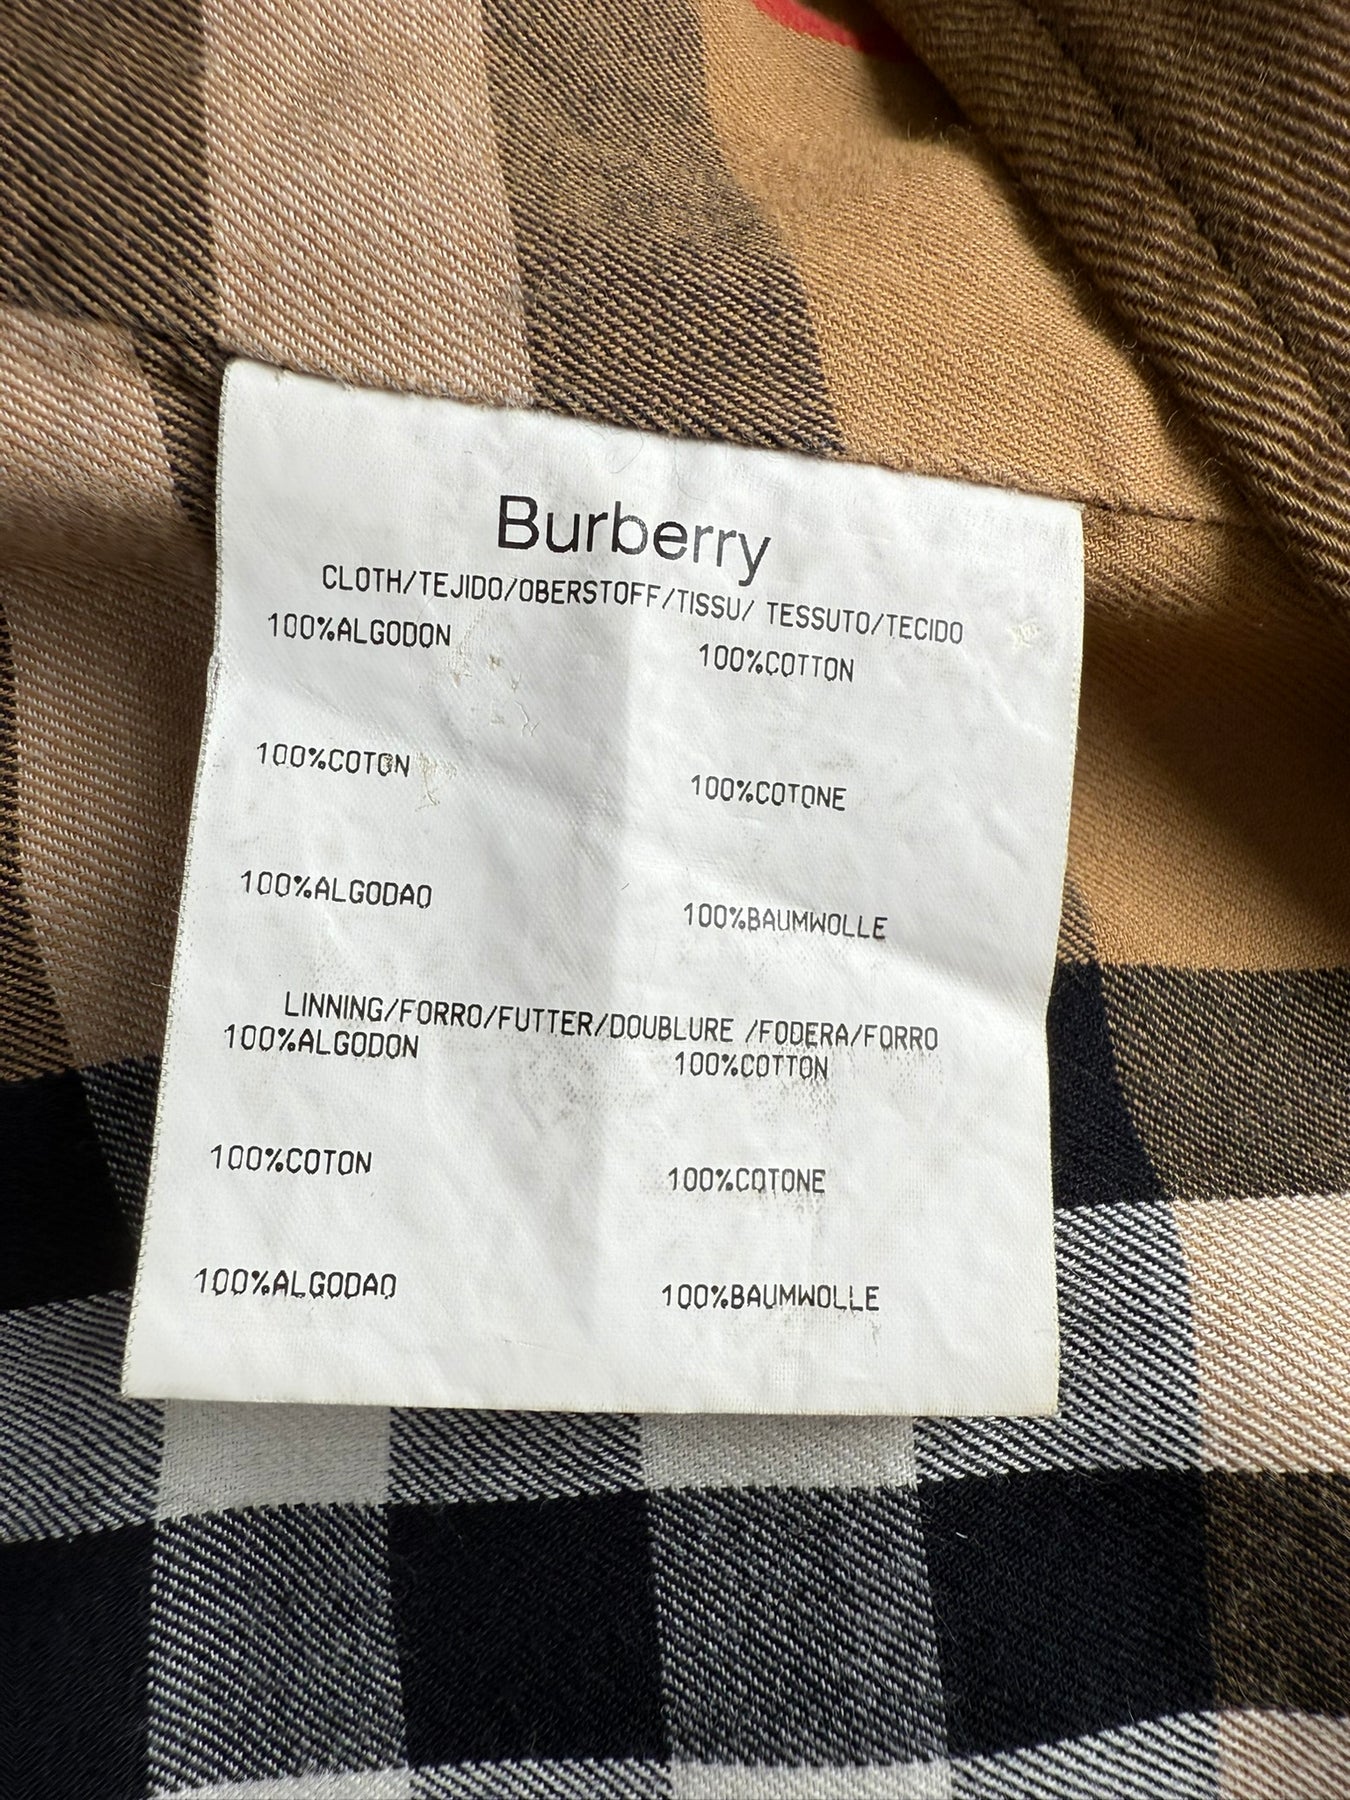 Burberry
CLOTH/TEJIDO/OBERSTOFF/TISSU/ TESSUTO/TECIDO
100%ALGODON 100%COTTON
100%COTON 100%COTONE
100%ALGODAO 100%BAUMWOLLE
LINNING/FORRO/FUTTER/DOUBLURE /FODERA/FORRO
100%ALGODON 100%COTTON
100%COTON 100%COTONE
100%ALGODAO 100%BAUMWOLLE